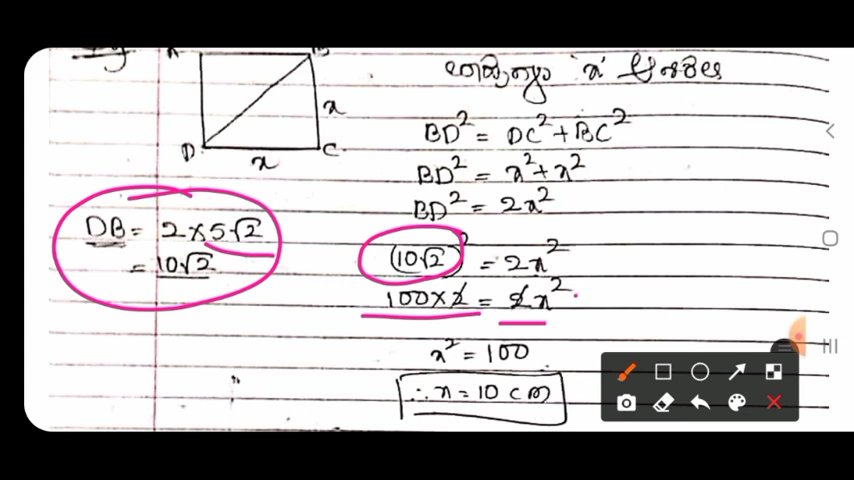 B
x
D
x
C
'x' ആയാൽ
BD² = DC² + BC²
BD² = x² + x²
BD² = 2x²
DB = 2 × 5√2
= 10√2
(10√2)² = 2x²
100 × 2 = 2x²
x² = 100
∴ x = 10 cm